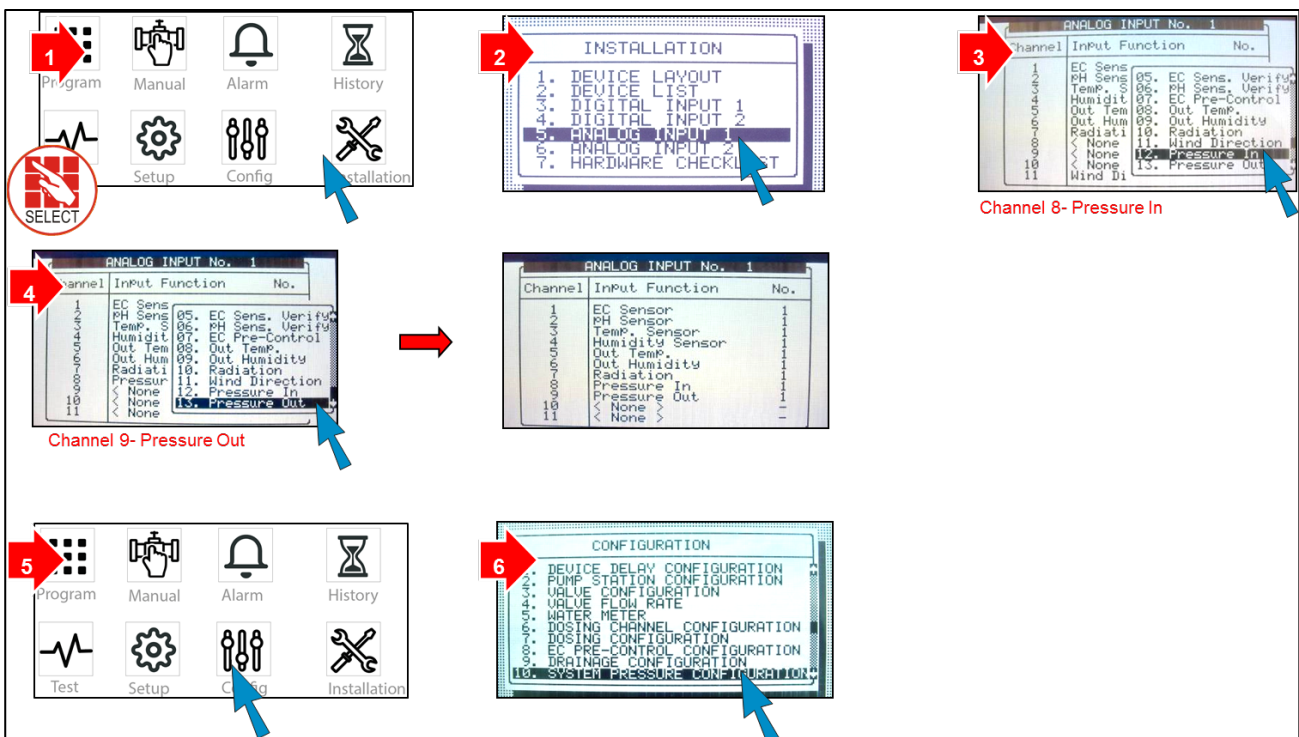 1
Program
Manual
Alarm
History
SELECT
Setup
Config
Installation
2
INSTALLATION
1. DEVICE LAYOUT
2. DEVICE LIST
3. DIGITAL INPUT 1
4. DIGITAL INPUT 2
5. ANALOG INPUT 1
6. ANALOG INPUT 2
7. HARDWARE CHECKLIST
3
ANALOG INPUT No. 1
Channel Input Function No.
1 EC Sens
2 PH Sens 05. EC Sens. Verify
3 Temp. S 06. PH Sens. Verify
4 Humidit 07. EC Pre-Control
5 Out Tem 08. Out Temp.
6 Out Hum 09. Out Humidity
7 Radiati 10. Radiation
8 < None 11. Wind Direction
9 < None 12. Pressure In
10 < None 13. Pressure Out
11 Wind Di
Channel 8- Pressure In
4
ANALOG INPUT No. 1
Channel Input Function No.
1 EC Sens
2 PH Sens 05. EC Sens. Verify
3 Temp. S 06. PH Sens. Verify
4 Humidit 07. EC Pre-Control
5 Out Tem 08. Out Temp.
6 Out Hum 09. Out Humidity
7 Radiati 10. Radiation
8 Pressur 11. Wind Direction
9 < None 12. Pressure In
10 < None 13. Pressure Out
11 < None
Channel 9- Pressure Out
ANALOG INPUT No. 1
Channel Input Function No.
1 EC Sensor 1
2 PH Sensor 1
3 Temp. Sensor 1
4 Humidity Sensor 1
5 Out Temp. 1
6 Out Humidity 1
7 Radiation 1
8 Pressure In 1
9 Pressure Out 1
10 < None > -
11 < None > -
5
Program
Manual
Alarm
History
Test
Setup
Config
Installation
6
CONFIGURATION
1. DEVICE DELAY CONFIGURATION
2. PUMP STATION CONFIGURATION
3. VALVE CONFIGURATION
4. VALVE FLOW RATE
5. WATER METER
6. DOSING CHANNEL CONFIGURATION
7. DOSING CONFIGURATION
8. EC PRE-CONTROL CONFIGURATION
9. DRAINAGE CONFIGURATION
10. SYSTEM PRESSURE CONFIGURATION